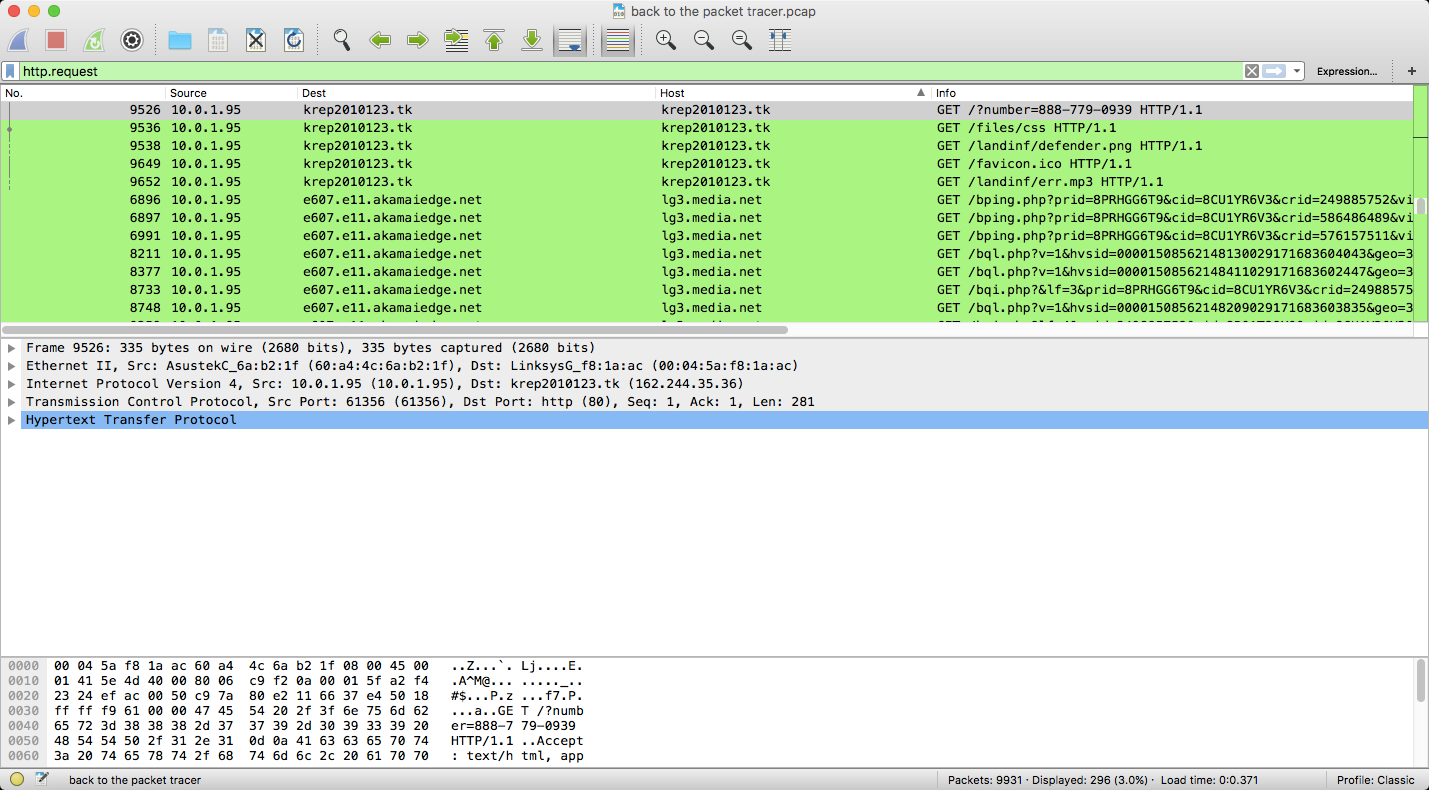 back to the packet tracer.pcap
http.request
Expression...
+
No. Source Dest Host Info
9526 10.0.1.95 krep2010123.tk krep2010123.tk GET /?number=888-779-0939 HTTP/1.1
9536 10.0.1.95 krep2010123.tk krep2010123.tk GET /files/css HTTP/1.1
9538 10.0.1.95 krep2010123.tk krep2010123.tk GET /landinf/defender.png HTTP/1.1
9649 10.0.1.95 krep2010123.tk krep2010123.tk GET /favicon.ico HTTP/1.1
9652 10.0.1.95 krep2010123.tk krep2010123.tk GET /landinf/err.mp3 HTTP/1.1
6896 10.0.1.95 e607.e11.akamaiedge.net lg3.media.net GET /bping.php?prid=8PRHGG6T9&cid=8CU1YR6V3&crid=249885752&vi
6897 10.0.1.95 e607.e11.akamaiedge.net lg3.media.net GET /bping.php?prid=8PRHGG6T9&cid=8CU1YR6V3&crid=586486489&vi
6991 10.0.1.95 e607.e11.akamaiedge.net lg3.media.net GET /bping.php?prid=8PRHGG6T9&cid=8CU1YR6V3&crid=576157511&vi
8211 10.0.1.95 e607.e11.akamaiedge.net lg3.media.net GET /bql.php?v=1&hvsid=00001508562148130029171683604043&geo=3
8377 10.0.1.95 e607.e11.akamaiedge.net lg3.media.net GET /bql.php?v=1&hvsid=00001508562148411029171683602447&geo=3
8733 10.0.1.95 e607.e11.akamaiedge.net lg3.media.net GET /bqi.php?&lf=3&prid=8PRHGG6T9&cid=8CU1YR6V3&crid=24988575
8748 10.0.1.95 e607.e11.akamaiedge.net lg3.media.net GET /bql.php?v=1&hvsid=00001508562148209029171683603835&geo=3
Frame 9526: 335 bytes on wire (2680 bits), 335 bytes captured (2680 bits)
Ethernet II, Src: AsustekC_6a:b2:1f (60:a4:4c:6a:b2:1f), Dst: LinksysG_f8:1a:ac (00:04:5a:f8:1a:ac)
Internet Protocol Version 4, Src: 10.0.1.95 (10.0.1.95), Dst: krep2010123.tk (162.244.35.36)
Transmission Control Protocol, Src Port: 61356 (61356), Dst Port: http (80), Seq: 1, Ack: 1, Len: 281
Hypertext Transfer Protocol
0000 00 04 5a f8 1a ac 60 a4 4c 6a b2 1f 08 00 45 00 ..Z...`. Lj....E.
0010 01 41 5e 4d 40 00 80 06 c9 f2 0a 00 01 5f a2 f4 .A^M@... ....._..
0020 23 24 ef ac 00 50 c9 7a 80 e2 11 66 37 e4 50 18 #$...P.z ...f7.P.
0030 ff ff f9 61 00 00 47 45 54 20 2f 3f 6e 75 6d 62 ...a..GE T /?numb
0040 65 72 3d 38 38 38 2d 37 37 39 2d 30 39 33 39 20 er=888-7 79-0939
0050 48 54 54 50 2f 31 2e 31 0d 0a 41 63 63 65 70 74 HTTP/1.1 ..Accept
0060 3a 20 74 65 78 74 2f 68 74 6d 6c 2c 20 61 70 70 : text/h tml, app
back to the packet tracer
Packets: 9931 · Displayed: 296 (3.0%) · Load time: 0:0.371
Profile: Classic